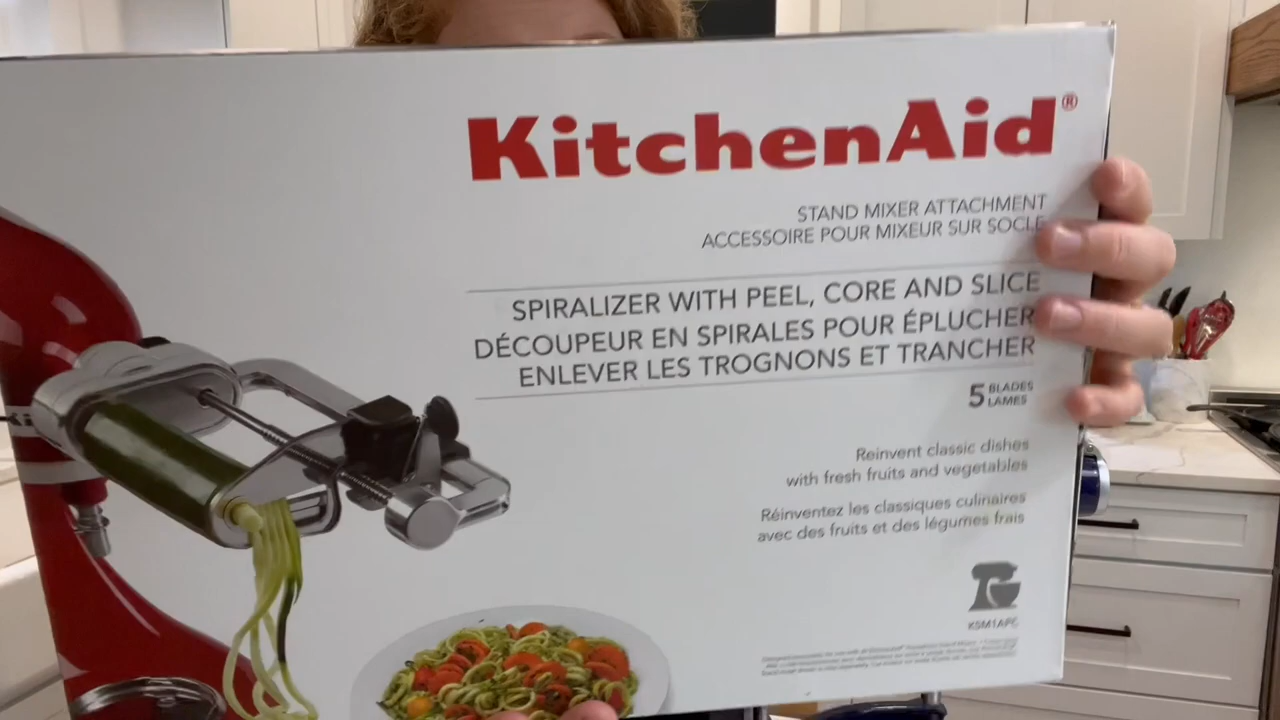 KitchenAid®
STAND MIXER ATTACHMENT
ACCESSOIRE POUR MIXEUR SUR SOCLE
SPIRALIZER WITH PEEL, CORE AND SLICE
DÉCOUPEUR EN SPIRALES POUR ÉPLUCHER
ENLEVER LES TROGNONS ET TRANCHER
5 BLADES
LAMES
Reinvent classic dishes
with fresh fruits and vegetables
Réinventez les classiques culinaires
avec des fruits et des légumes frais
KSM1APC